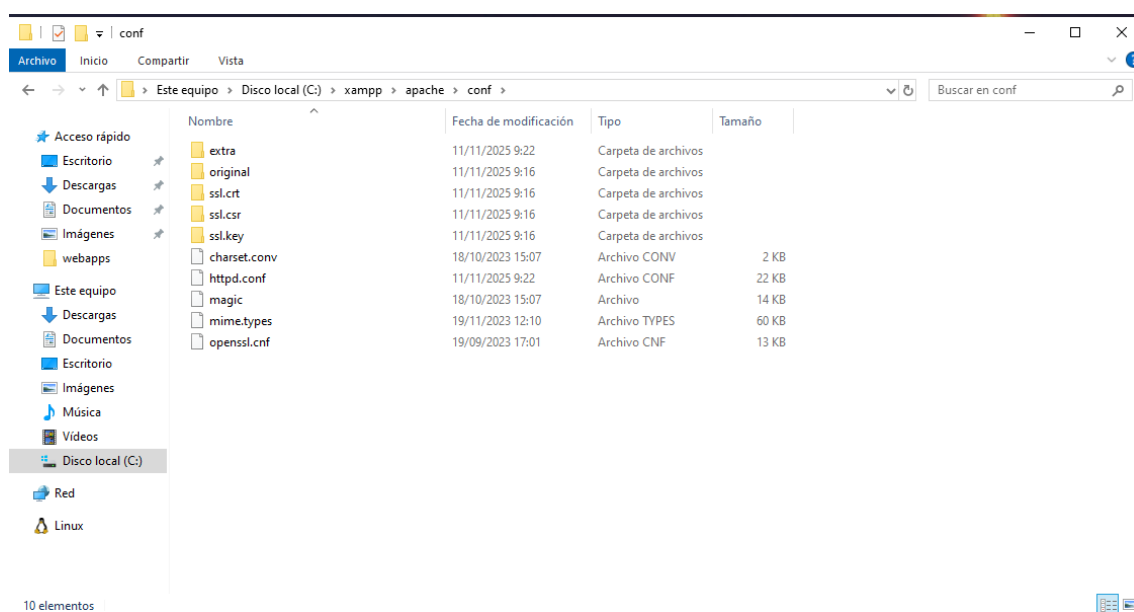 conf
Archivo Inicio Compartir Vista
Este equipo > Disco local (C:) > xampp > apache > conf > Buscar en conf
Nombre Fecha de modificación Tipo Tamaño
Acceso rápido
Escritorio
Descargas
Documentos
Imágenes
webapps
Este equipo
Descargas
Documentos
Escritorio
Imágenes
Música
Vídeos
Disco local (C:)
Red
Linux
extra 11/11/2025 9:22 Carpeta de archivos
original 11/11/2025 9:16 Carpeta de archivos
ssl.crt 11/11/2025 9:16 Carpeta de archivos
ssl.csr 11/11/2025 9:16 Carpeta de archivos
ssl.key 11/11/2025 9:16 Carpeta de archivos
charset.conv 18/10/2023 15:07 Archivo CONV 2 KB
httpd.conf 11/11/2025 9:22 Archivo CONF 22 KB
magic 18/10/2023 15:07 Archivo 14 KB
mime.types 19/11/2023 12:10 Archivo TYPES 60 KB
openssl.cnf 19/09/2023 17:01 Archivo CNF 13 KB
10 elementos